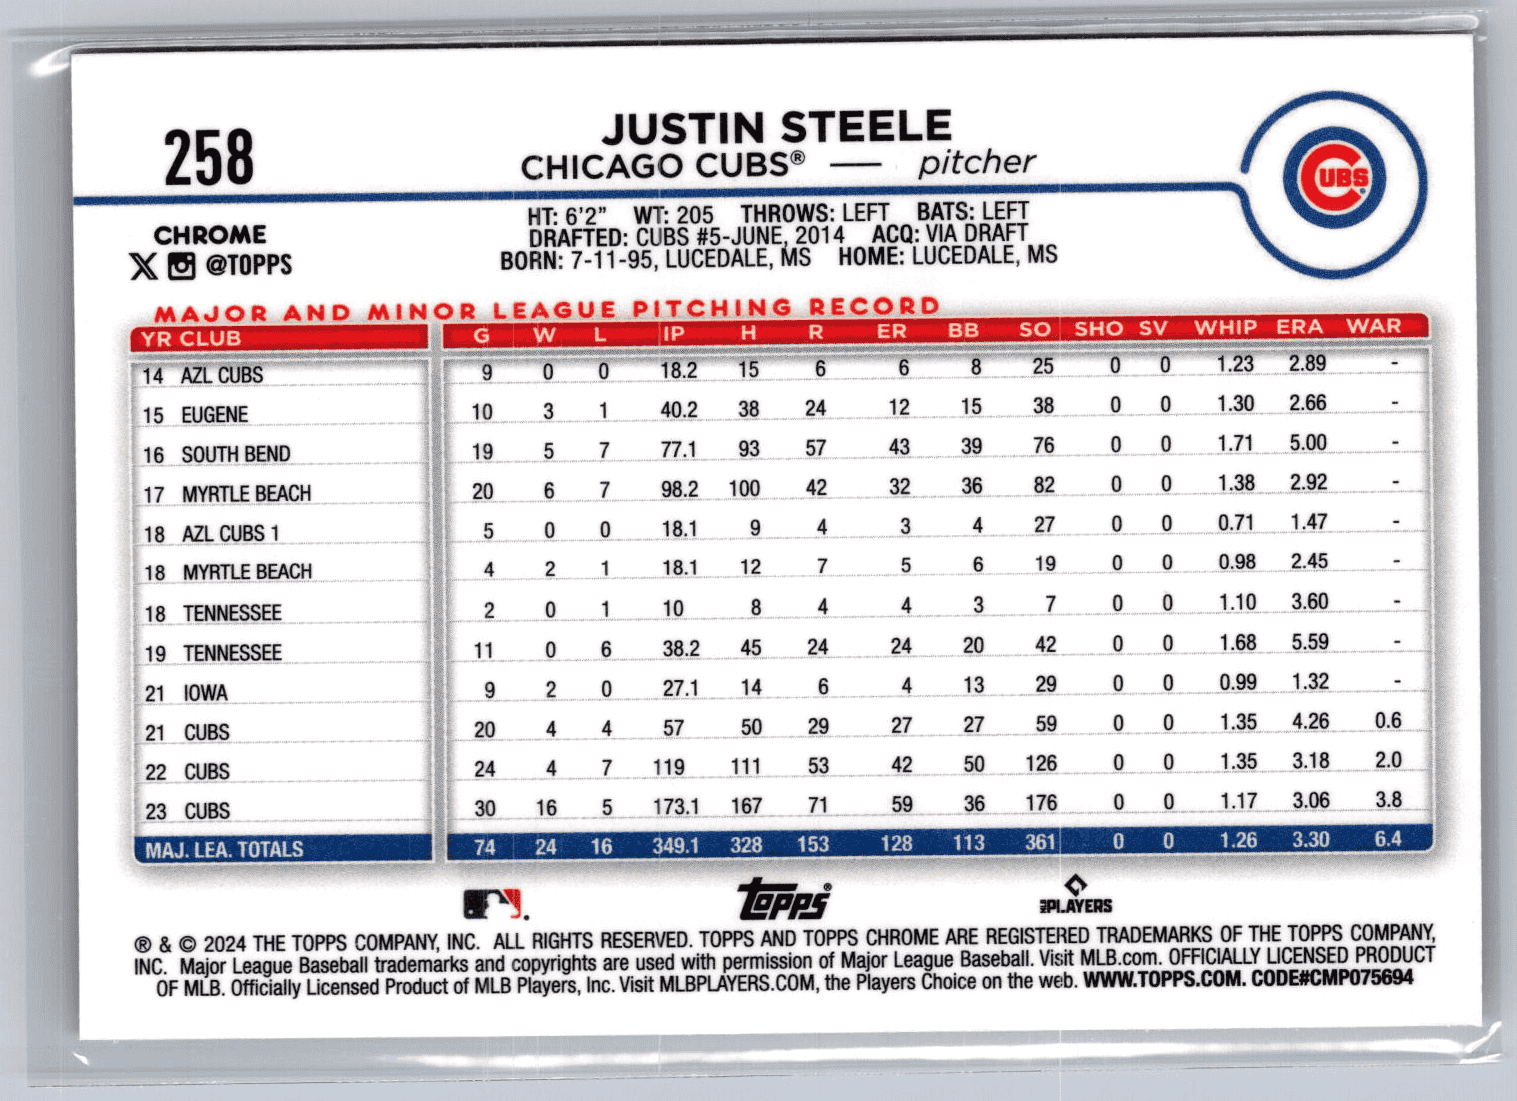 258
JUSTIN STEELE
CHICAGO CUBS® — pitcher
CUBS
CHROME
X @TOPPS
HT: 6'2" WT: 205 THROWS: LEFT BATS: LEFT
DRAFTED: CUBS #5-JUNE, 2014 ACQ: VIA DRAFT
BORN: 7-11-95, LUCEDALE, MS HOME: LUCEDALE, MS
MAJOR AND MINOR LEAGUE PITCHING RECORD
YR CLUB G W L IP H R ER BB SO SHO SV WHIP ERA WAR
14 AZL CUBS 9 0 0 18.2 15 6 6 8 25 0 0 1.23 2.89 -
15 EUGENE 10 3 1 40.2 38 24 12 15 38 0 0 1.30 2.66 -
16 SOUTH BEND 19 5 7 77.1 93 57 43 39 76 0 0 1.71 5.00 -
17 MYRTLE BEACH 20 6 7 98.2 100 42 32 36 82 0 0 1.38 2.92 -
18 AZL CUBS 1 5 0 0 18.1 9 4 3 4 27 0 0 0.71 1.47 -
18 MYRTLE BEACH 4 2 1 18.1 12 7 5 6 19 0 0 0.98 2.45 -
18 TENNESSEE 2 0 1 10 8 4 4 3 7 0 0 1.10 3.60 -
19 TENNESSEE 11 0 6 38.2 45 24 24 20 42 0 0 1.68 5.59 -
21 IOWA 9 2 0 27.1 14 6 4 13 29 0 0 0.99 1.32 -
21 CUBS 20 4 4 57 50 29 27 27 59 0 0 1.35 4.26 0.6
22 CUBS 24 4 7 119 111 53 42 50 126 0 0 1.35 3.18 2.0
23 CUBS 30 16 5 173.1 167 71 59 36 176 0 0 1.17 3.06 3.8
MAJ. LEA. TOTALS 74 24 16 349.1 328 153 128 113 361 0 0 1.26 3.30 6.4
topps® MLB PLAYERS
® & © 2024 THE TOPPS COMPANY, INC. ALL RIGHTS RESERVED. TOPPS AND TOPPS CHROME ARE REGISTERED TRADEMARKS OF THE TOPPS COMPANY,
INC. Major League Baseball trademarks and copyrights are used with permission of Major League Baseball. Visit MLB.com. OFFICIALLY LICENSED PRODUCT
OF MLB. Officially Licensed Product of MLB Players, Inc. Visit MLBPLAYERS.COM, the Players Choice on the web. WWW.TOPPS.COM. CODE#CMP075694